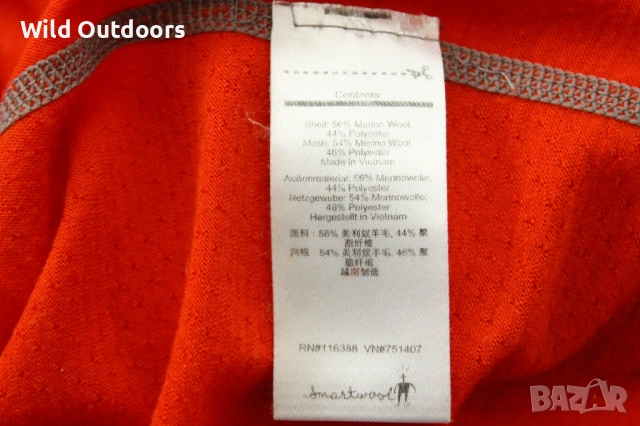 Wild Outdoors
Contents:
Shell: 56% Merino Wool,
44% Polyester
Mesh: 54% Merino Wool,
46% Polyester
Made in Vietnam
Außenmaterial: 56% Merinowolle,
44% Polyester
Netzgewebe: 54% Merinowolle,
46% Polyester
Hergestellt in Vietnam
面料: 56% 美利奴羊毛, 44% 聚
酯纤维
网眼: 54% 美利奴羊毛, 46% 聚
酯纤维
越南制造
RN#116388 VN#751407
Smartwool
BAZAR
bg